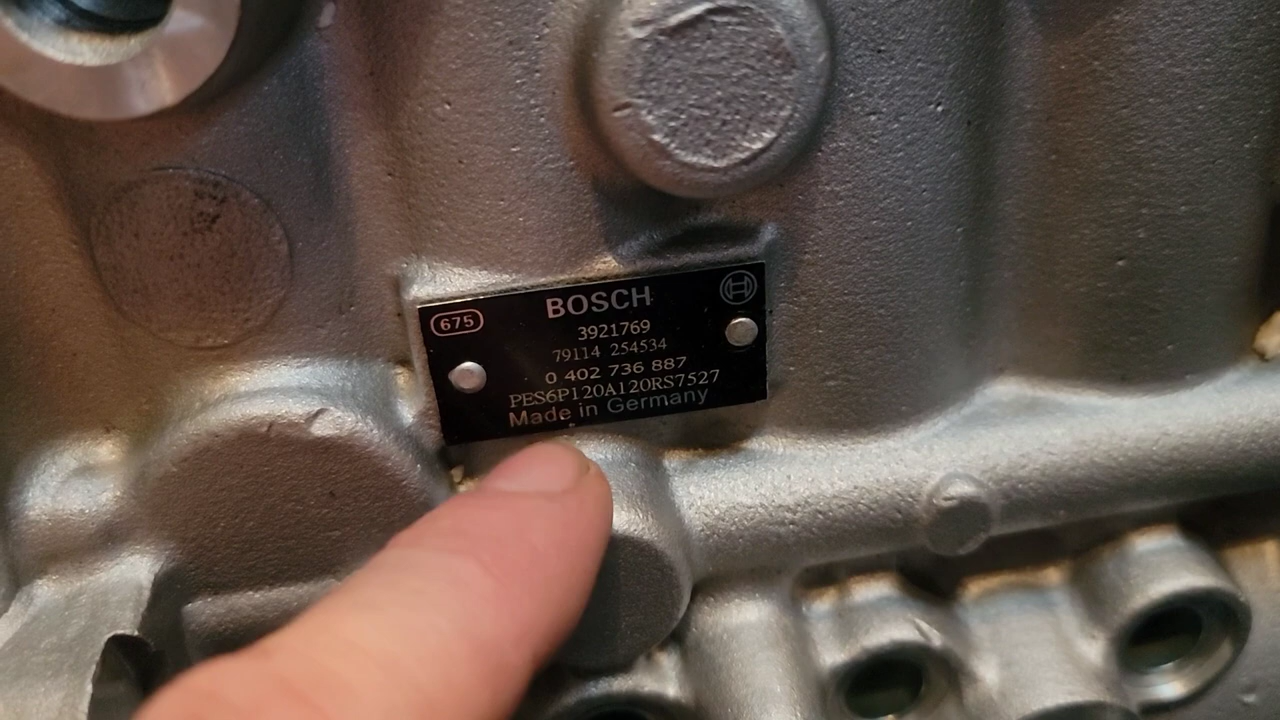 BOSCH
675
3921769
79114 254534
0 402 736 887
PES6P120A120RS7527
Made in Germany